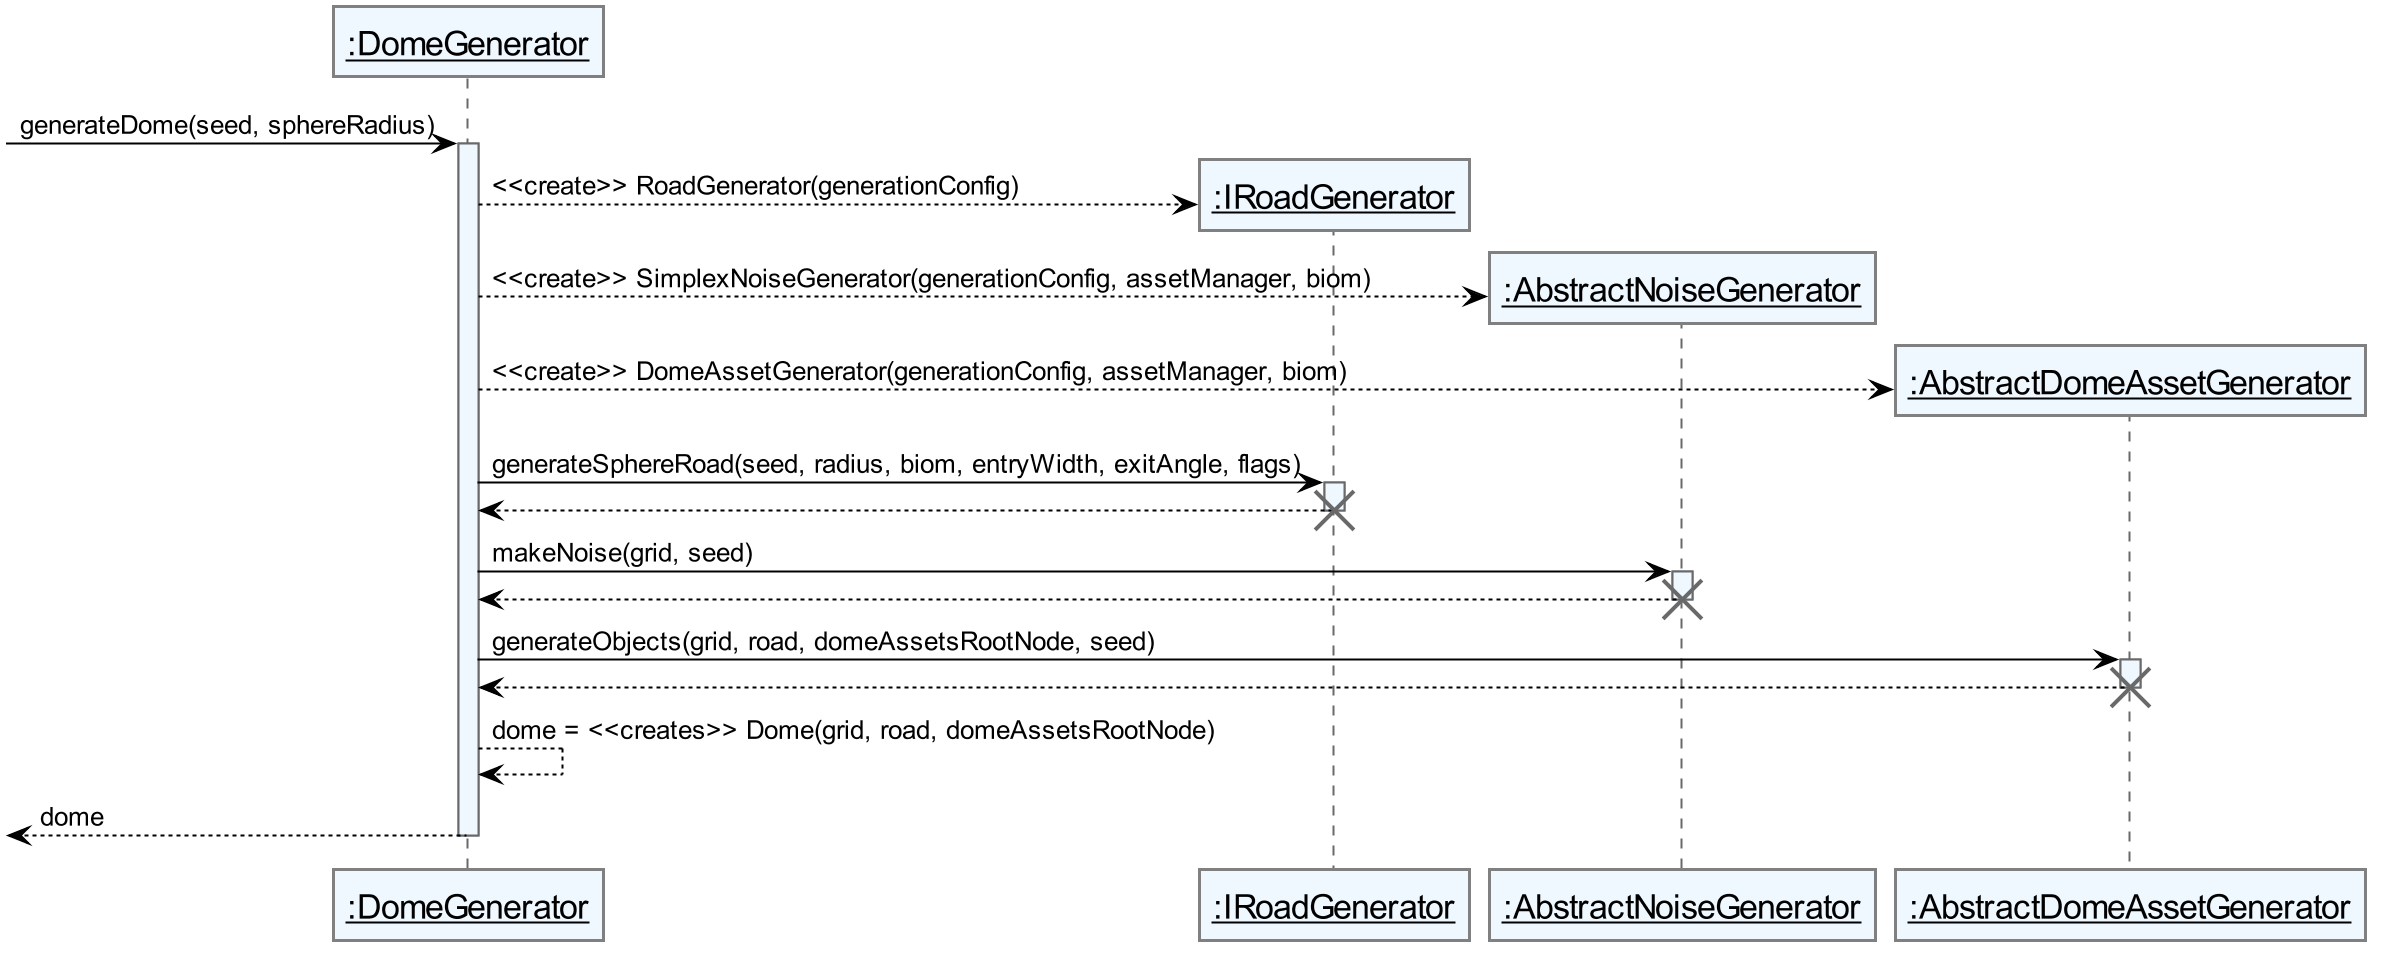 :DomeGenerator
generateDome(seed, sphereRadius)
<<create>> RoadGenerator(generationConfig)
:IRoadGenerator
<<create>> SimplexNoiseGenerator(generationConfig, assetManager, biom)
:AbstractNoiseGenerator
<<create>> DomeAssetGenerator(generationConfig, assetManager, biom)
:AbstractDomeAssetGenerator
generateSphereRoad(seed, radius, biom, entryWidth, exitAngle, flags)
makeNoise(grid, seed)
generateObjects(grid, road, domeAssetsRootNode, seed)
dome = <<creates>> Dome(grid, road, domeAssetsRootNode)
dome
:DomeGenerator
:IRoadGenerator
:AbstractNoiseGenerator
:AbstractDomeAssetGenerator